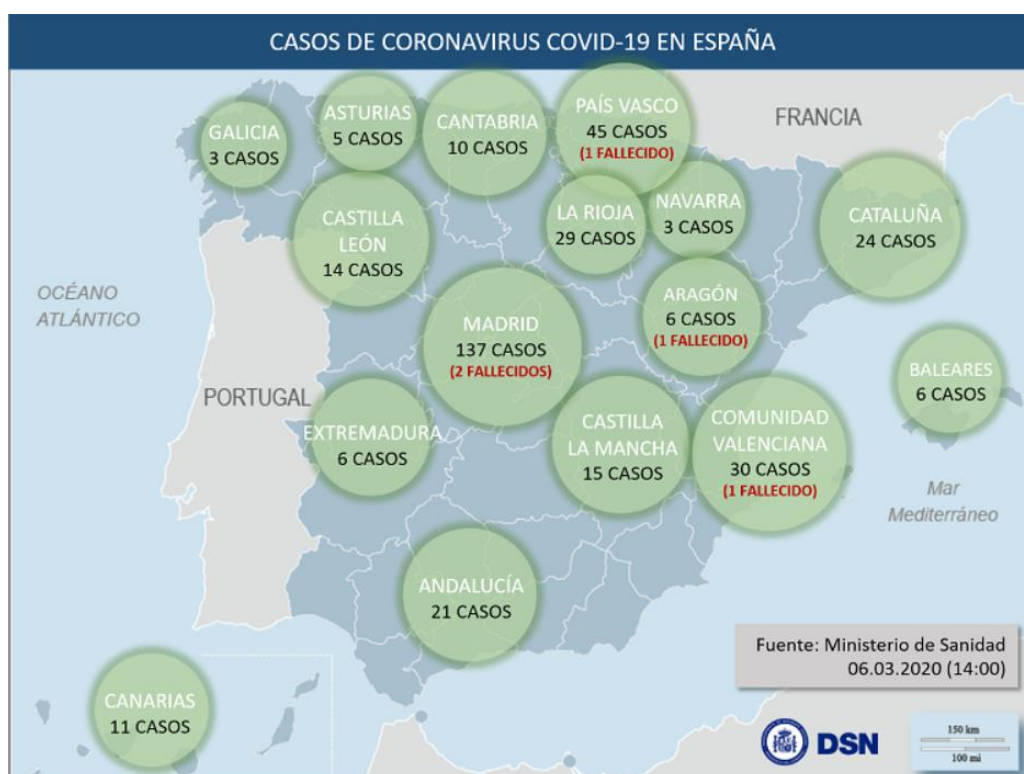 CASOS DE CORONAVIRUS COVID-19 EN ESPAÑA
GALICIA
3 CASOS
ASTURIAS
5 CASOS
CANTABRIA
10 CASOS
PAÍS VASCO
45 CASOS
(1 FALLECIDO)
FRANCIA
CASTILLA
LEÓN
14 CASOS
LA RIOJA
29 CASOS
NAVARRA
3 CASOS
CATALUÑA
24 CASOS
OCÉANO
ATLÁNTICO
MADRID
137 CASOS
(2 FALLECIDOS)
ARAGÓN
6 CASOS
(1 FALLECIDO)
BALEARES
6 CASOS
PORTUGAL
EXTREMADURA
6 CASOS
CASTILLA
LA MANCHA
15 CASOS
COMUNIDAD
VALENCIANA
30 CASOS
(1 FALLECIDO)
Mar
Mediterráneo
ANDALUCÍA
21 CASOS
CANARIAS
11 CASOS
Fuente: Ministerio de Sanidad
06.03.2020 (14:00)
DSN
150 km
100 mi